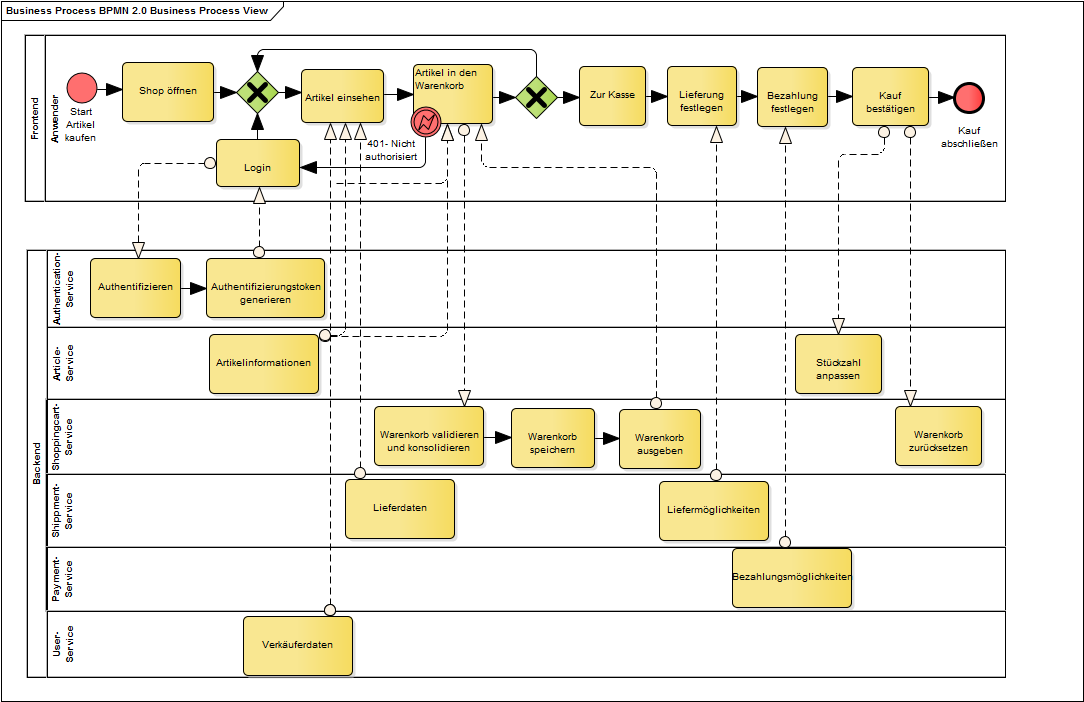 Business Process BPMN 2.0 Business Process View
Frontend
Anwender
Start
Artikel
kaufen
Shop öffnen
Artikel einsehen
Artikel in den
Warenkorb
Zur Kasse
Lieferung
festlegen
Bezahlung
festlegen
Kauf
bestätigen
Kauf
abschließen
401- Nicht
authorisiert
Login
Backend
Authentication-
Service
Authentifizieren
Authentifizierungstoken
generieren
Article-
Service
Artikelinformationen
Stückzahl
anpassen
Shoppingcart-
Service
Warenkorb validieren
und konsolidieren
Warenkorb
speichern
Warenkorb
ausgeben
Warenkorb
zurücksetzen
Shippment-
Service
Lieferdaten
Liefermöglichkeiten
Payment-
Service
Bezahlungsmöglichkeiten
User-
Service
Verkäuferdaten